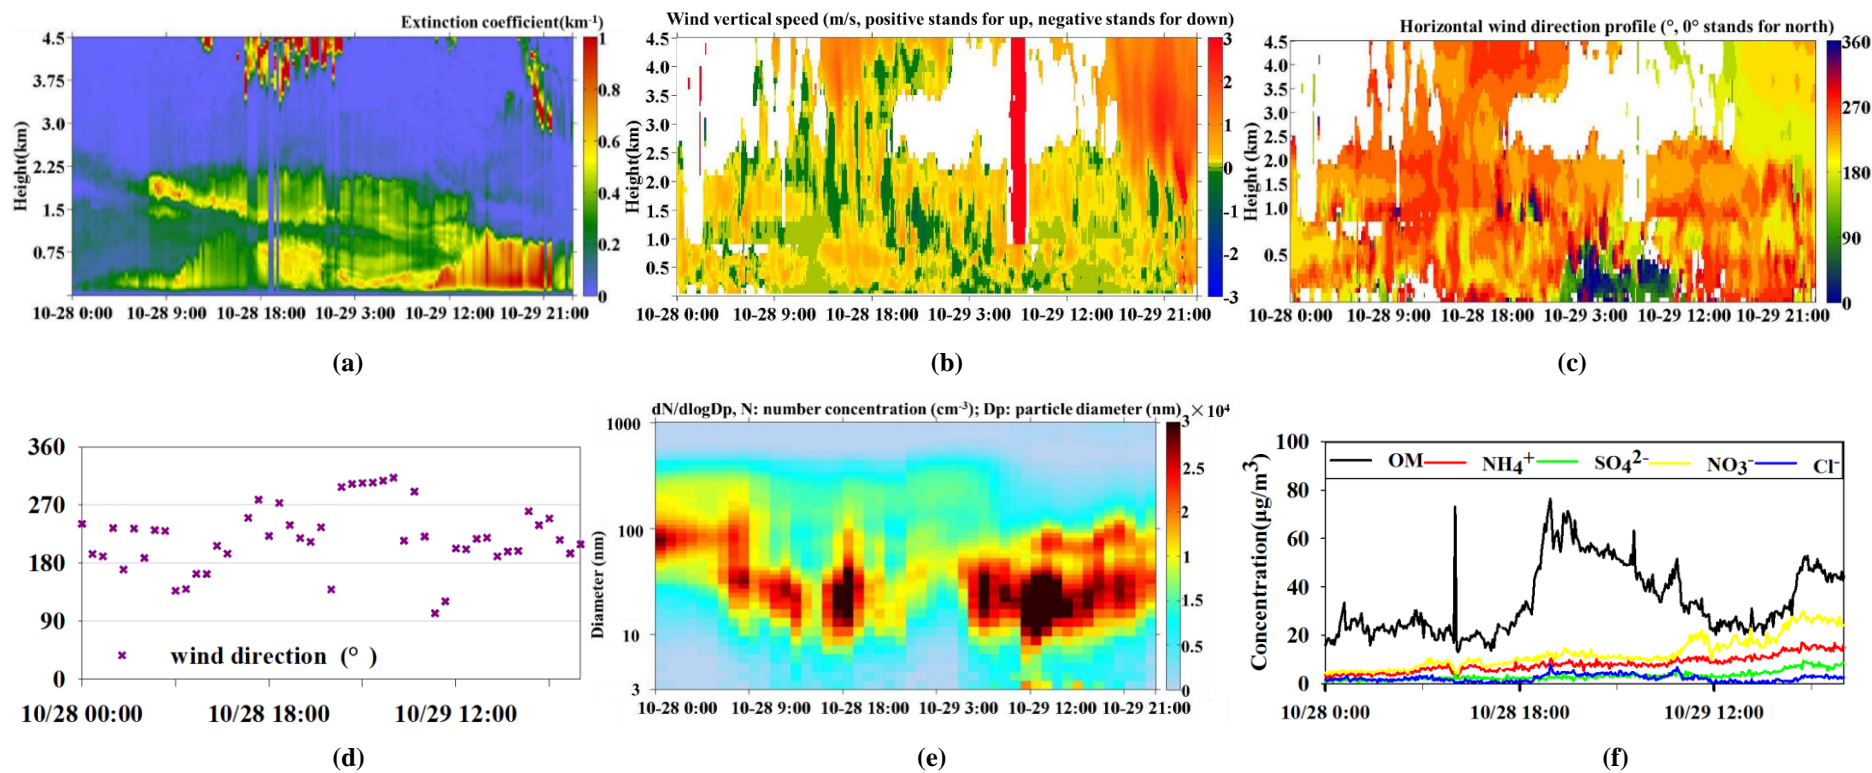 Extinction coefficient(km-1)
4.5
3.75
3.0
2.25
1.5
0.75
Height(km)
1
0.8
0.6
0.4
0.2
0
10-28 0:00 10-28 9:00 10-28 18:00 10-29 3:00 10-29 12:00 10-29 21:00
(a)
Wind vertical speed (m/s, positive stands for up, negative stands for down)
4.5
4.0
3.5
3.0
2.5
2.0
1.5
1.0
0.5
Height(km)
3
2
1
0
0
-1
-2
-3
10-28 0:00 10-28 9:00 10-28 18:00 10-29 3:00 10-29 12:00 10-29 21:00
(b)
Horizontal wind direction profile (°, 0° stands for north)
4.5
4.0
3.5
3.0
2.5
2.0
1.5
1.0
0.5
Height (km)
360
270
180
90
0
10-28 0:00 10-28 9:00 10-28 18:00 10-29 3:00 10-29 12:00 10-29 21:00
(c)
360
270
180
90
0
wind direction (° )
10/28 00:00 10/28 18:00 10/29 12:00
(d)
dN/dlogDp, N: number concentration (cm-3); Dp: particle diameter (nm) ×10⁴
1000
100
10
3
Diameter (nm)
3
2.5
2
1.5
1
1.5
0
10-28 0:00 10-28 9:00 10-28 18:00 10-29 3:00 10-29 12:00 10-29 21:00
(e)
100
80
60
40
20
0
Concentration(μg/m³)
OM NH₄⁺ SO₄²⁻ NO₃⁻ Cl⁻
10/28 0:00 10/28 18:00 10/29 12:00
(f)